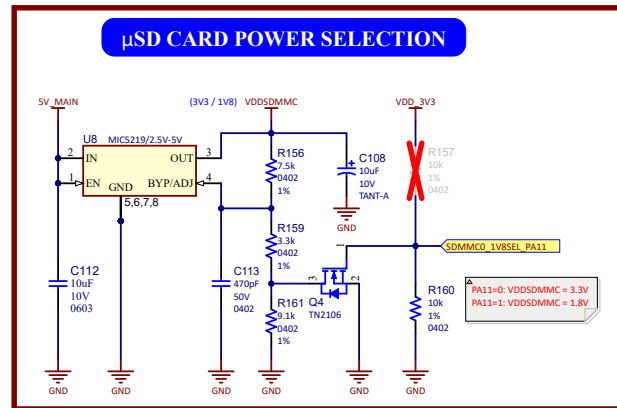 µSD CARD POWER SELECTION
5V_MAIN
(3V3 / 1V8)
VDDSDMMC
VDD_3V3
U8
MIC5219/2.5V-5V
2
IN
OUT
3
1
EN
GND
BYP/ADJ
4
5,6,7,8
R156
7.5k
0402
1%
C108
10uF
10V
TANT-A
GND
R157
10k
1%
0402
R159
3.3k
0402
1%
1
SDMMC0_1V8SEL_PA11
C112
10uF
10V
0603
C113
470pF
50V
0402
3
2
Q4
TN2106
R161
9.1k
0402
1%
R160
10k
1%
0402
PA11=0: VDDSDMMC = 3.3V
PA11=1: VDDSDMMC = 1.8V
GND
GND
GND
GND
GND
GND